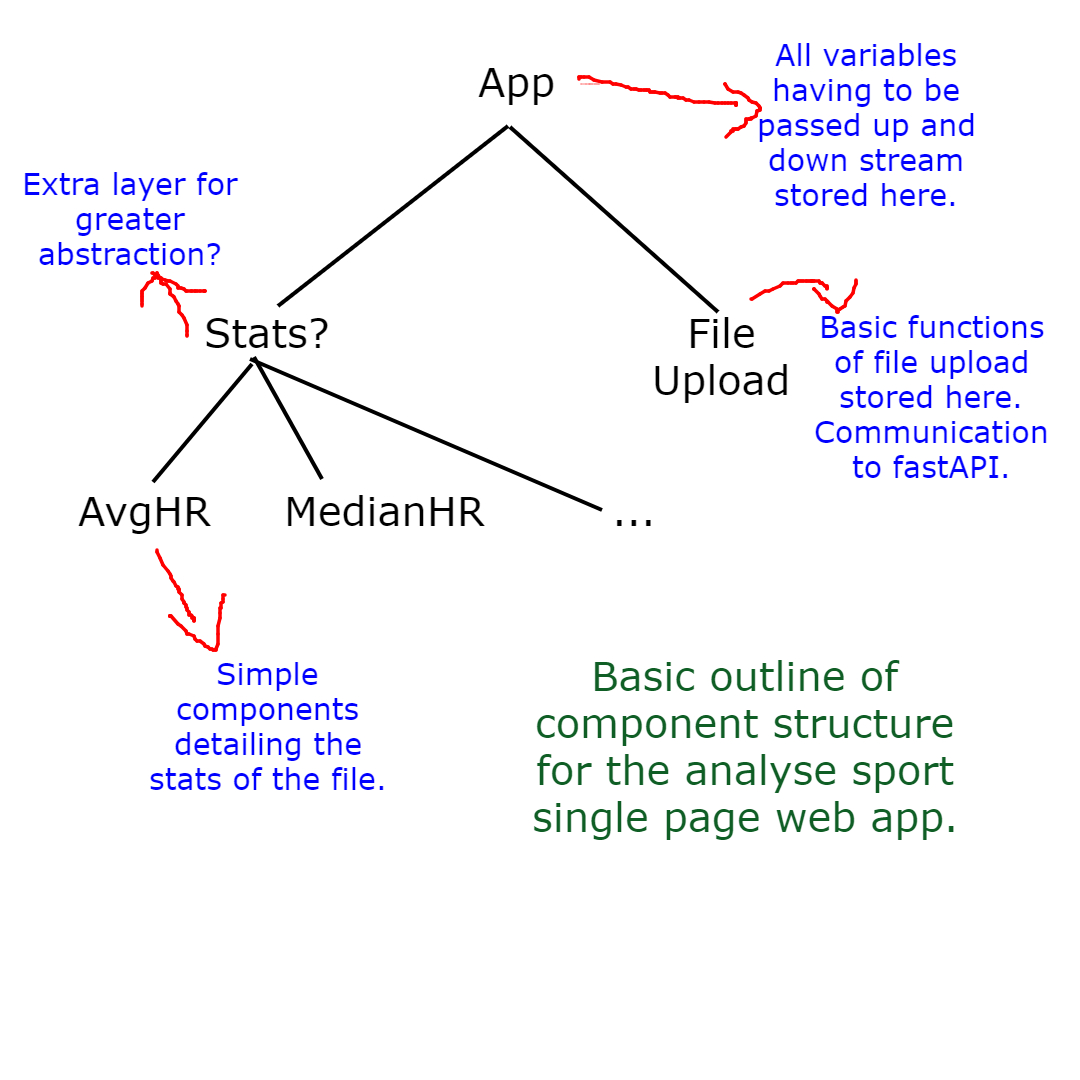 App
All variables
having to be
passed up and
down stream
stored here.
Extra layer for
greater
abstraction?
Stats?
File
Upload
Basic functions
of file upload
stored here.
Communication
to fastAPI.
AvgHR
MedianHR
...
Simple
components
detailing the
stats of the file.
Basic outline of
component structure
for the analyse sport
single page web app.